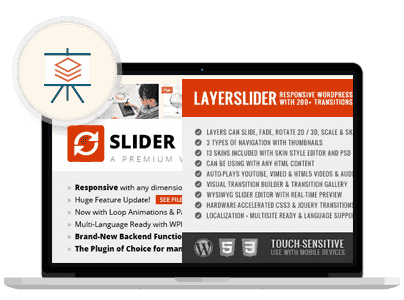 SLIDER
A PREMIUM
Responsive with any dimension
Huge Feature Update! SEE FILE
Now with Loop Animations & Pa
Multi-Language Ready with WP
Brand-New Backend Function
The Plugin of Choice for man
LAYERSLIDER RESPONSIVE WORDPRESS
WITH 200+ TRANSITIONS
LAYERS CAN SLIDE, FADE, ROTATE 2D / 3D, SCALE & SK
3 TYPES OF NAVIGATION WITH THUMBNAILS
13 SKINS INCLUDED WITH SKIN STYLE EDITOR AND PSD
CAN BE USING WITH ANY HTML CONTENT
AUTO-PLAYS YOUTUBE, VIMEO & HTML5 VIDEOS & AUD
VISUAL TRANSITION BUILDER & TRANSITION GALLERY
WYSIWYG SLIDER EDITOR WITH REAL-TIME PREVIEW
HARDWARE-ACCELERATED CSS3 & JQUERY TRANSITION
LOCALIZATION + MULTISITE READY & LANGUAGE SUPPO
TOUCH-SENSITIVE
USE WITH MOBILE DEVICES